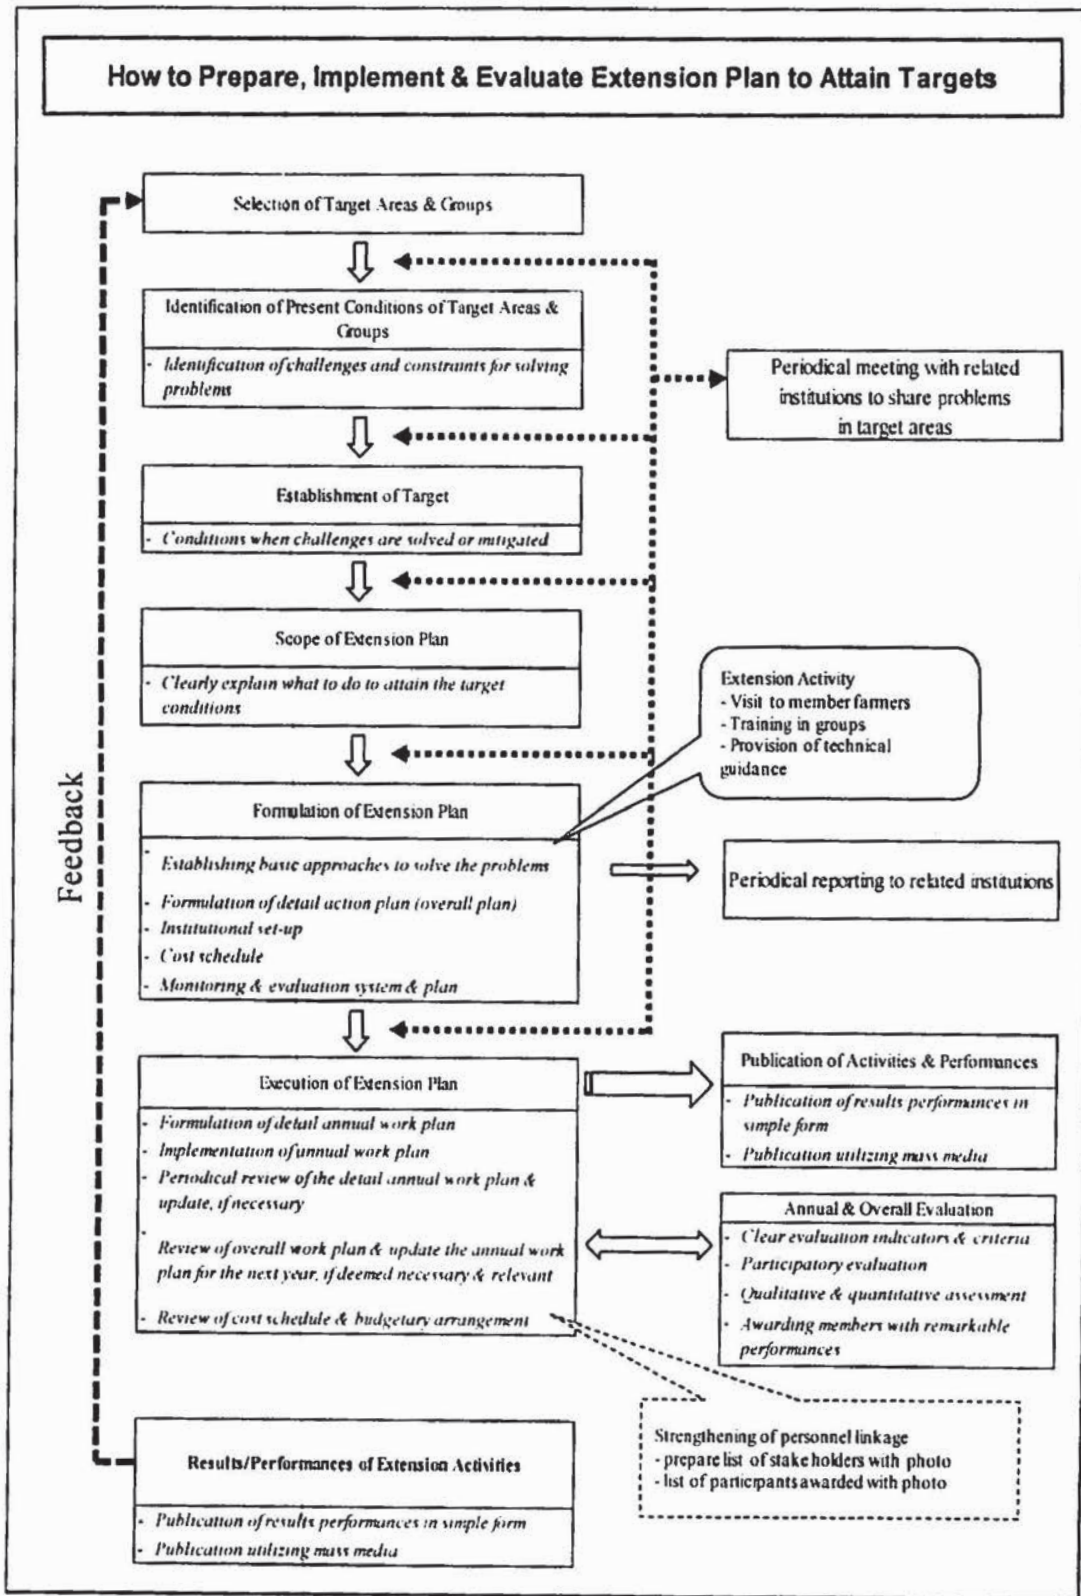 How to Prepare, Implement & Evaluate Extension Plan to Attain Targets
Selection of Target Areas & Groups
Identification of Present Conditions of Target Areas &
Groups
- Identification of challenges and constraints for solving
problems
Periodical meeting with related
institutions to share problems
in target areas
Establishment of Target
- Conditions when challenges are solved or mitigated
Scope of Extension Plan
- Clearly explain what to do to attain the target
conditions
Extension Activity
- Visit to member farmers
- Training in groups
- Provision of technical
guidance
Feedback
Formulation of Extension Plan
- Establishing basic approaches to solve the problems
- Formulation of detail action plan (overall plan)
- Institutional set-up
- Cost schedule
- Monitoring & evaluation system & plan
Periodical reporting to related institutions
Execution of Extension Plan
- Formulation of detail annual work plan
- Implementation of annual work plan
- Periodical review of the detail annual work plan &
update, if necessary
- Review of overall work plan & update the annual work
plan for the next year, if deemed necessary & relevant
- Review of cost schedule & budgetary arrangement
Publication of Activities & Performances
- Publication of results performances in
simple form
- Publication utilizing mass media
Annual & Overall Evaluation
- Clear evaluation indicators & criteria
- Participatory evaluation
- Qualitative & quantitative assessment
- Awarding members with remarkable
performances
Strengthening of personnel linkage
- prepare list of stakeholders with photo
- list of participants awarded with photo
Results/Performances of Extension Activities
- Publication of results performances in simple form
- Publication utilizing mass media